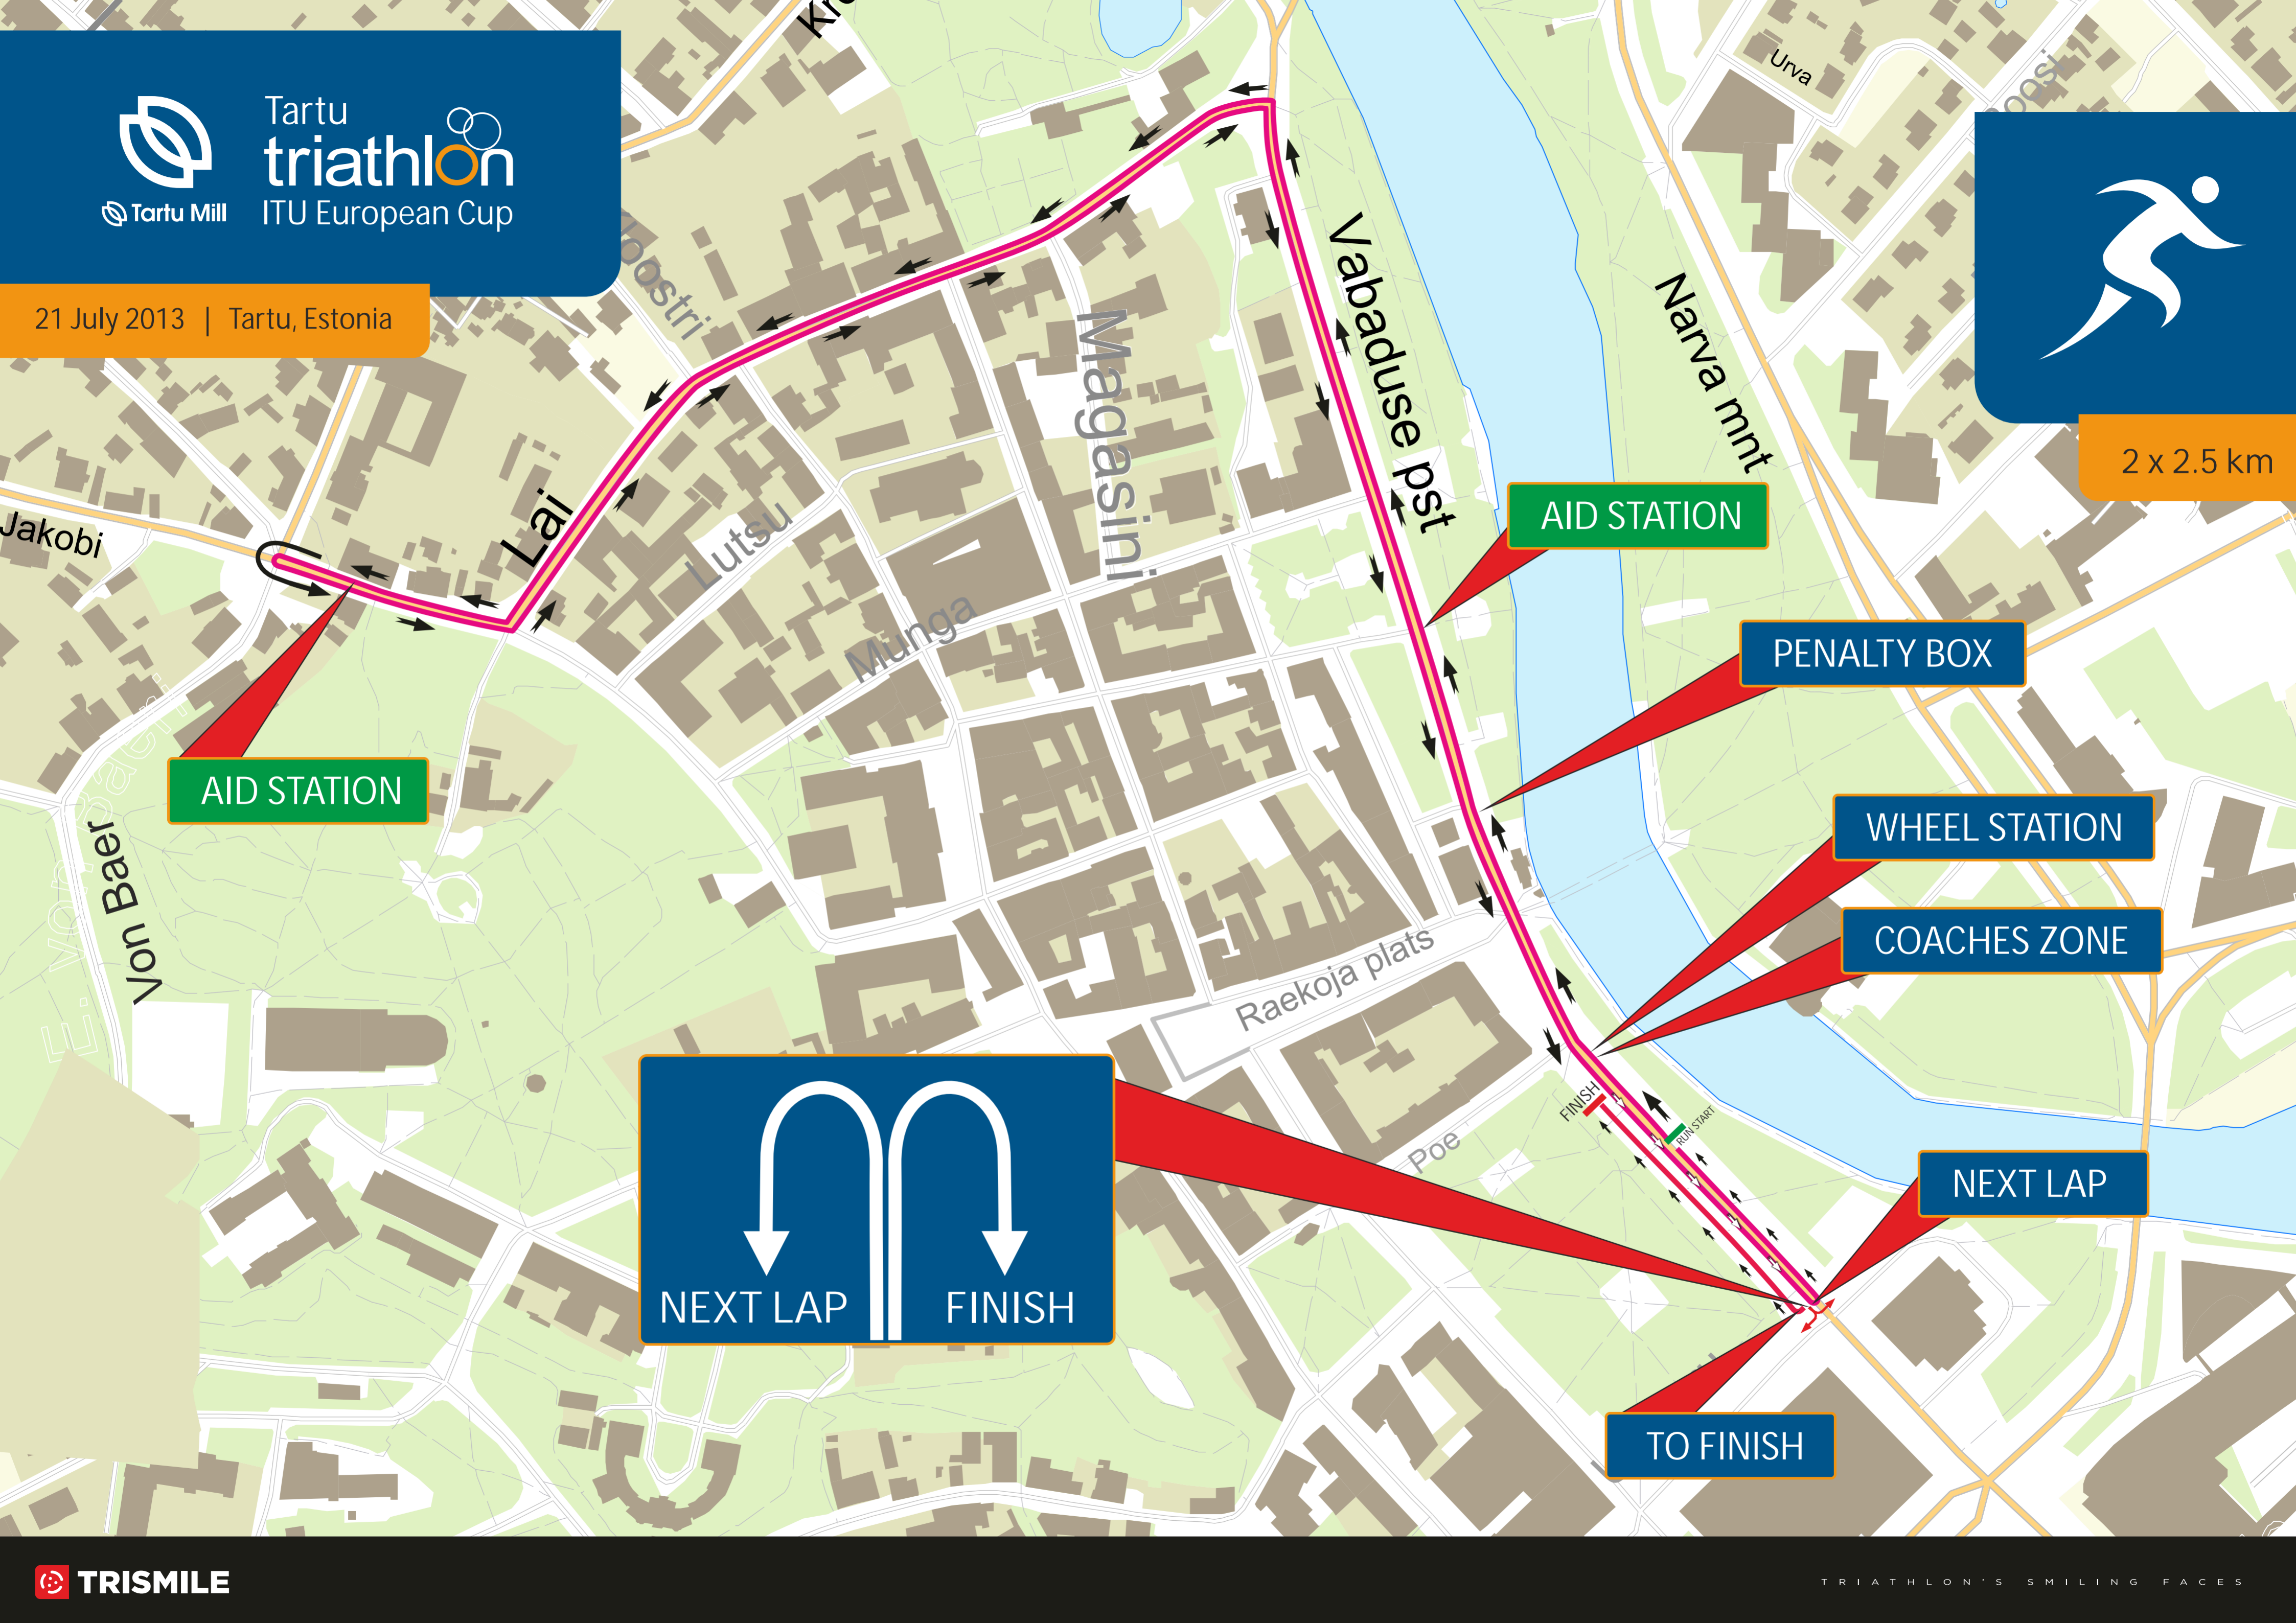 Tartu
triathlon
ITU European Cup
Tartu Mill
21 July 2013 | Tartu, Estonia
2 x 2.5 km
Urva
Narva mnt
Vabaduse pst
Magasini
Lai
Lutsu
Munga
Jakobi
Von Baer
Raekoja plats
Poe
AID STATION
PENALTY BOX
WHEEL STATION
COACHES ZONE
AID STATION
FINISH
RUN START
NEXT LAP
NEXT LAP FINISH
TO FINISH
TRISMILE
TRIATHLON'S SMILING FACES